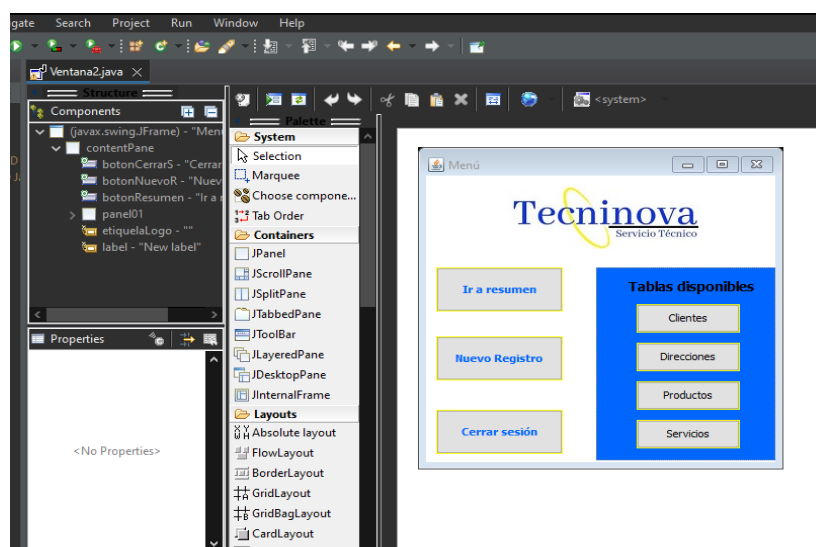 gate Search Project Run Window Help
Ventana2.java
Structure
Components
(javax.swing.JFrame) - "Men
contentPane
botonCerrarS - "Cerrar
botonNuevoR - "Nuev
botonResumen - "Ir a r
panel01
etiquelaLogo - ""
label - "New label"
Properties
<No Properties>
<system>
Palette
System
Selection
Marquee
Choose compone...
Tab Order
Containers
JPanel
JScrollPane
JSplitPane
JTabbedPane
JToolBar
JLayeredPane
JDesktopPane
JInternalFrame
Layouts
Absolute layout
FlowLayout
BorderLayout
GridLayout
GridBagLayout
CardLayout
Menú
Tecninova
Servicio Técnico
Ir a resumen
Nuevo Registro
Cerrar sesión
Tablas disponibles
Clientes
Direcciones
Productos
Servicios